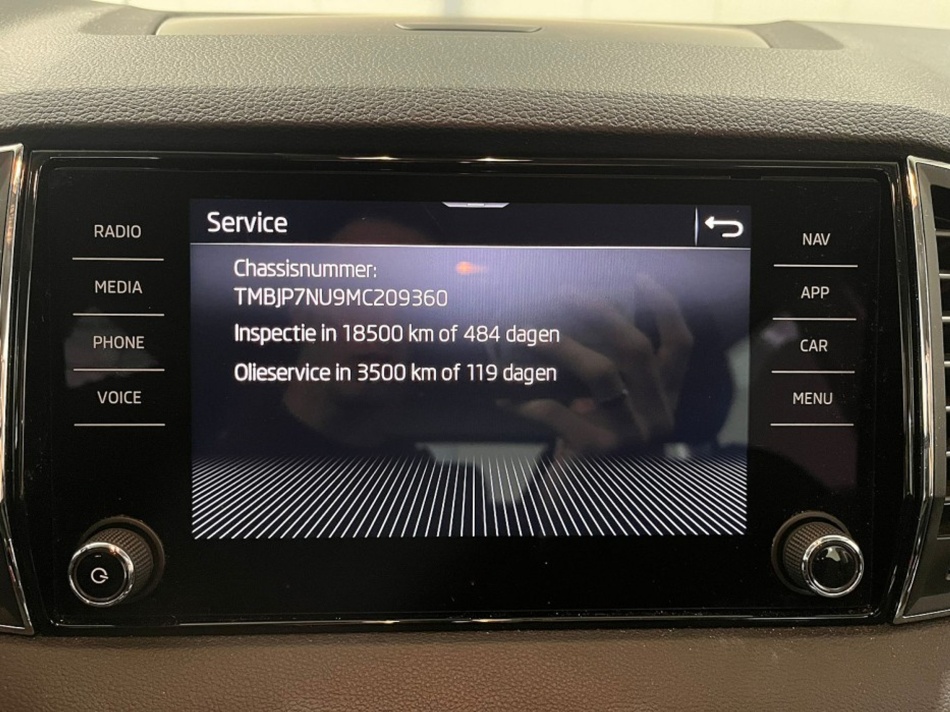 Service
RADIO
MEDIA
PHONE
VOICE
Chassisnummer:
TMBJP7NU9MC209360
Inspectie in 18500 km of 484 dagen
Olieservice in 3500 km of 119 dagen
NAV
APP
CAR
MENU